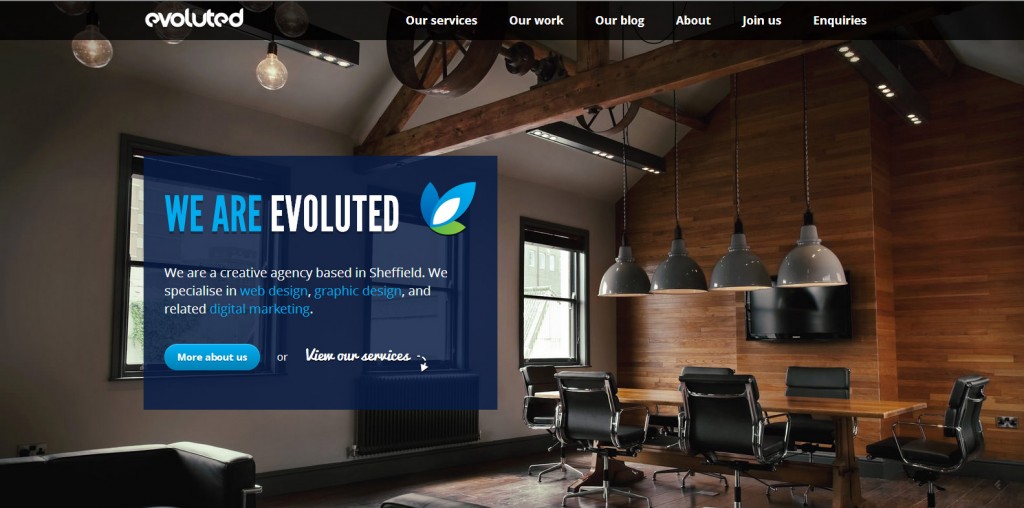 evoluted
Our services
Our work
Our blog
About
Join us
Enquiries
WE ARE EVOLUTED
We are a creative agency based in Sheffield. We
specialise in web design, graphic design, and
related digital marketing.
More about us
or
View our services